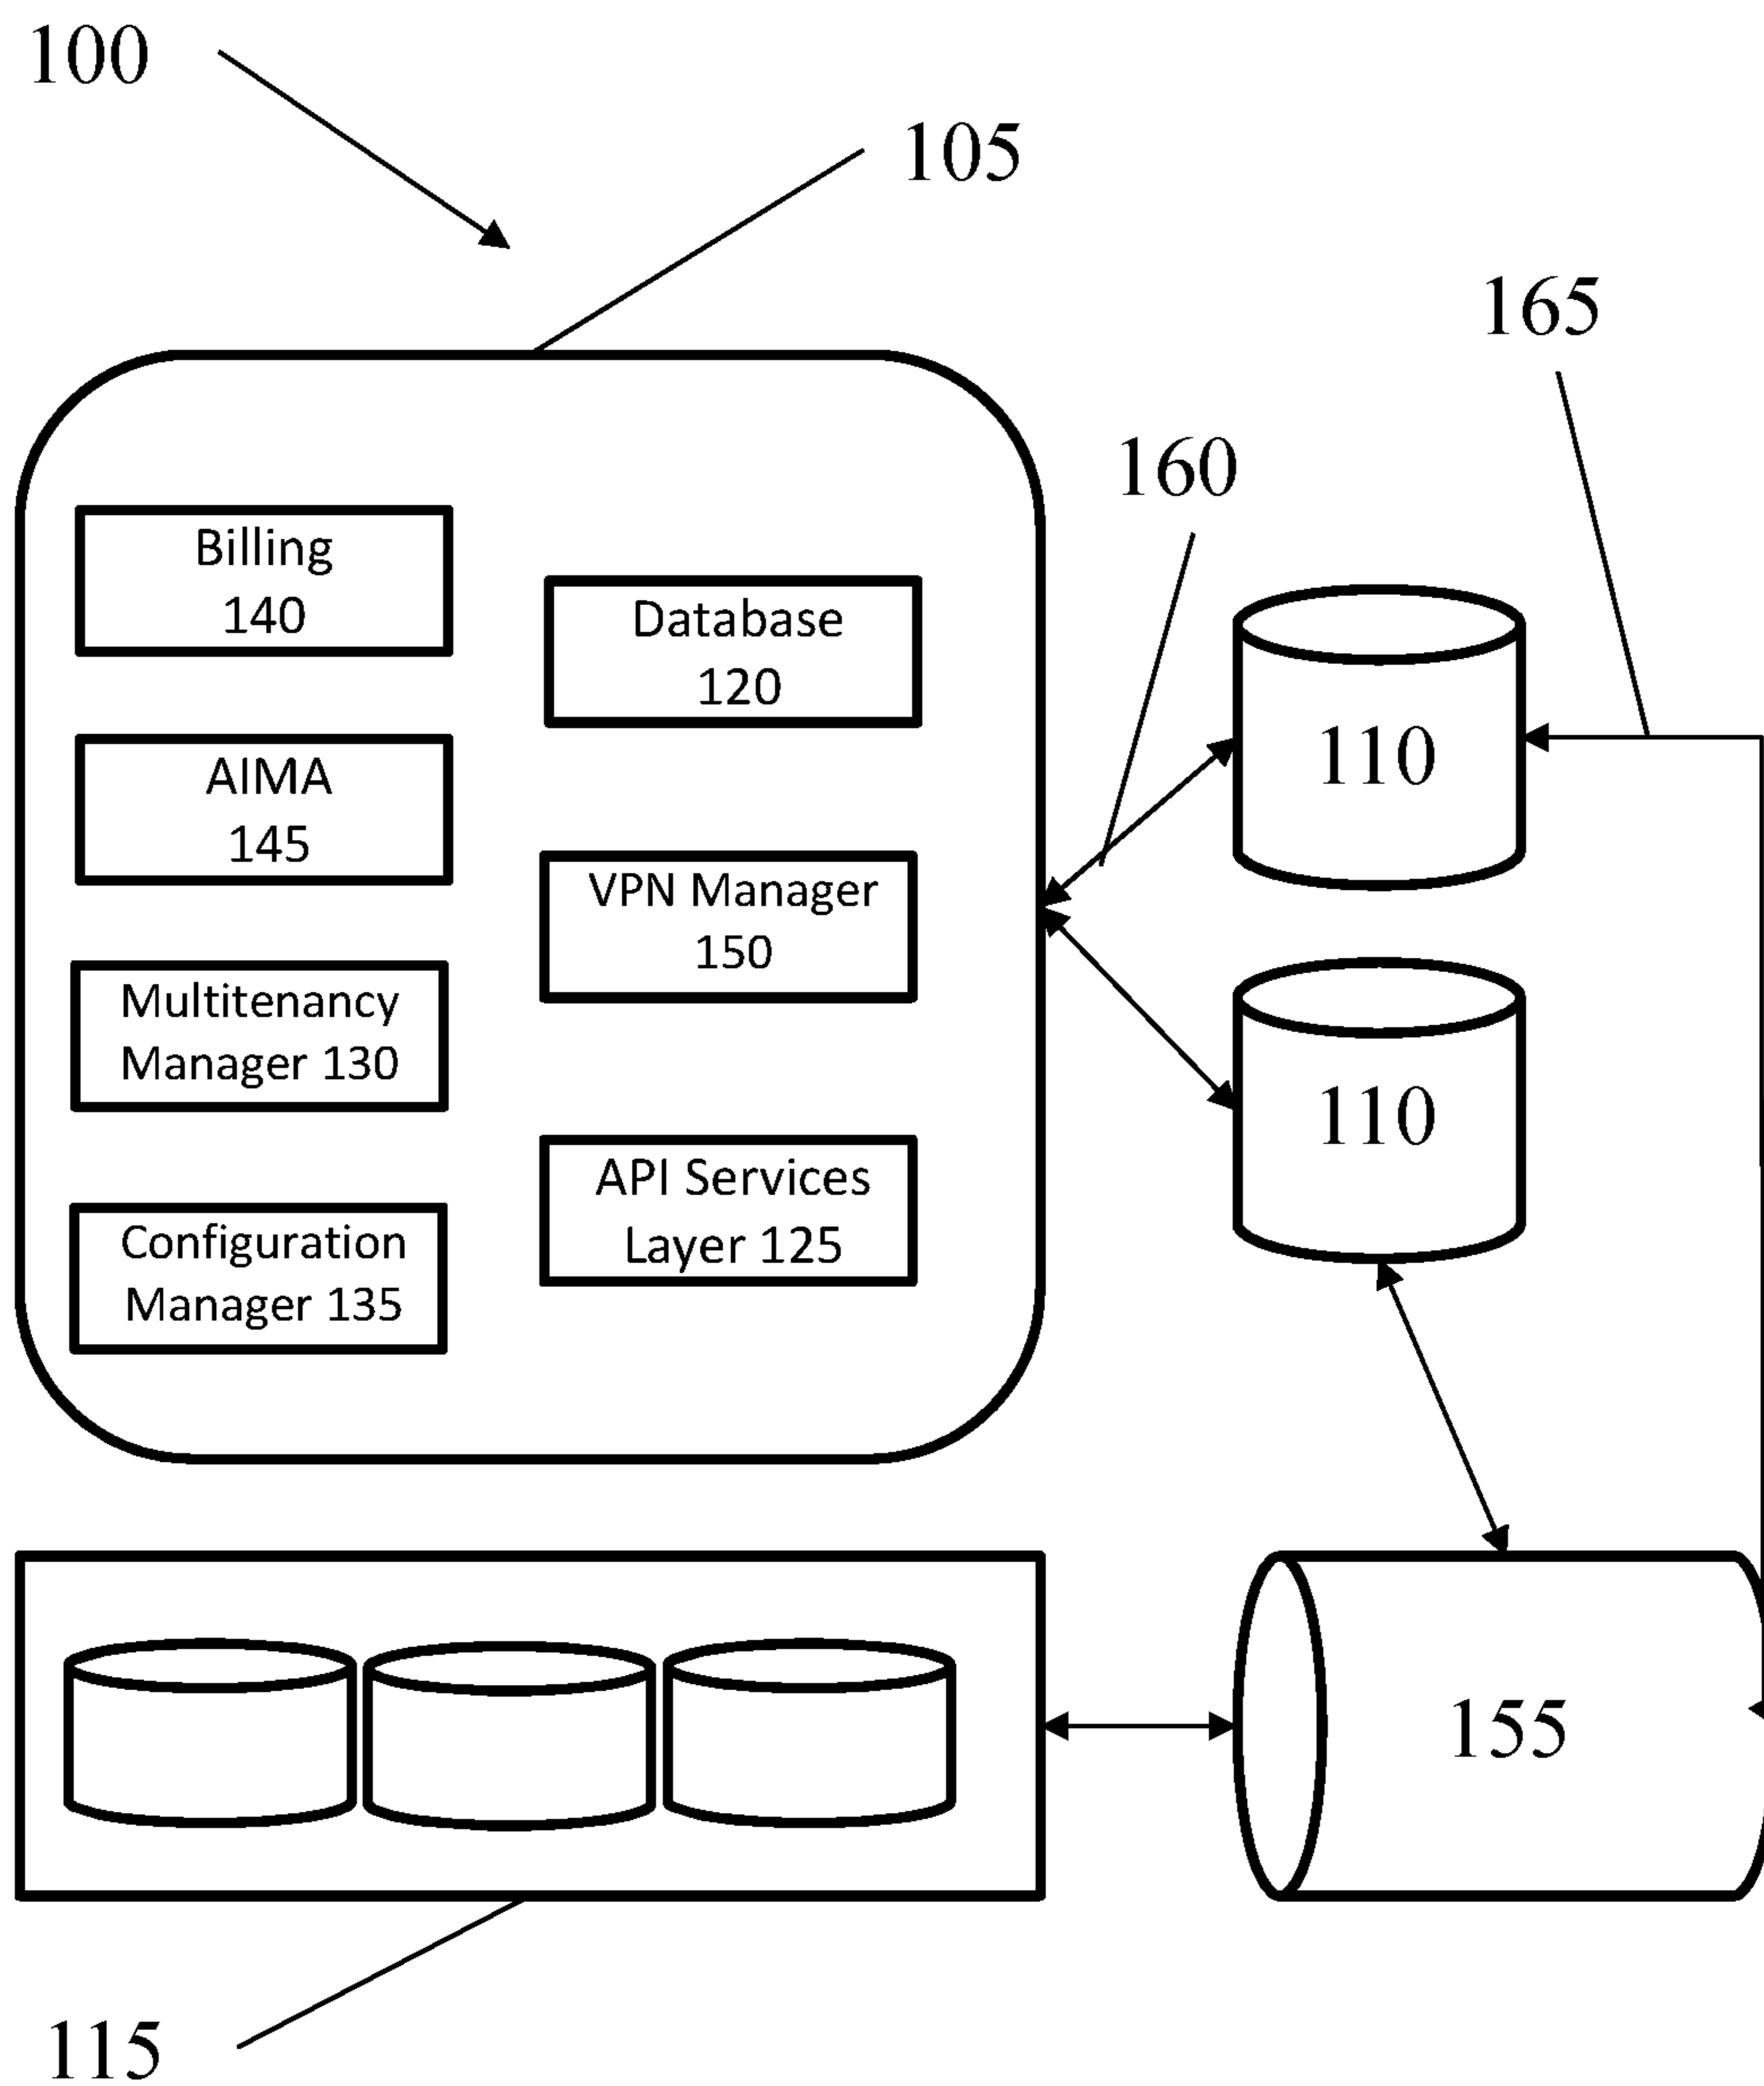 100
105
165
160
Billing
140
Database
120
AIMA
145
VPN Manager
150
Multitenancy
Manager 130
API Services
Layer 125
Configuration
Manager 135
110
110
155
115